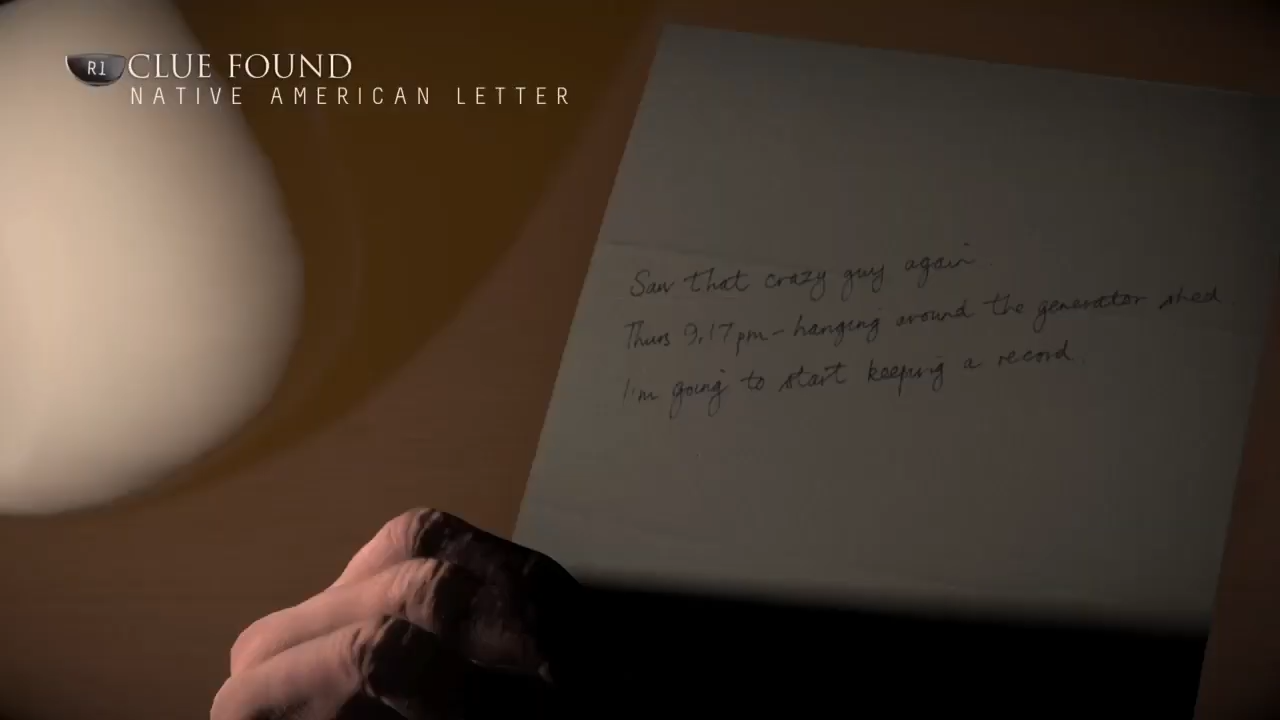 R1 CLUE FOUND
NATIVE AMERICAN LETTER
Saw that crazy guy again.
Thurs 9.17pm - hanging around the generator shed.
I'm going to start keeping a record.